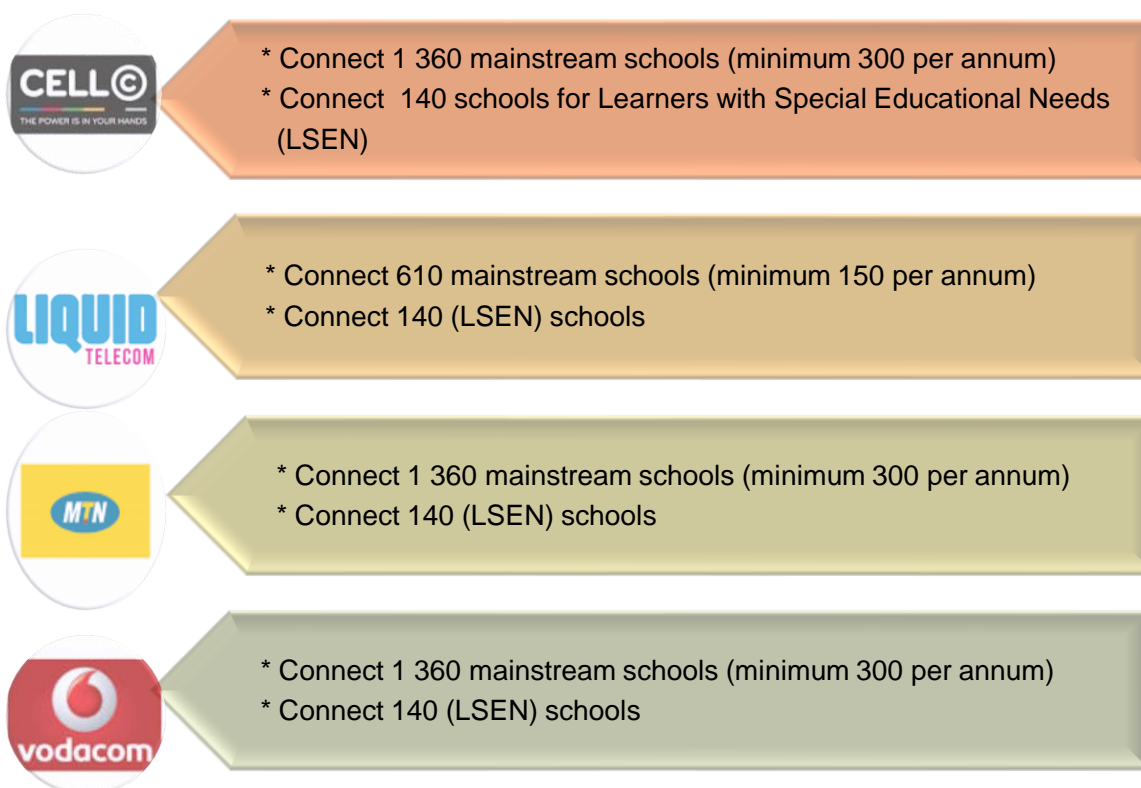 CELL©
THE POWER IS IN YOUR HANDS
* Connect 1 360 mainstream schools (minimum 300 per annum)
* Connect 140 schools for Learners with Special Educational Needs
(LSEN)
LIQUID
TELECOM
* Connect 610 mainstream schools (minimum 150 per annum)
* Connect 140 (LSEN) schools
MTN
* Connect 1 360 mainstream schools (minimum 300 per annum)
* Connect 140 (LSEN) schools
vodacom
* Connect 1 360 mainstream schools (minimum 300 per annum)
* Connect 140 (LSEN) schools